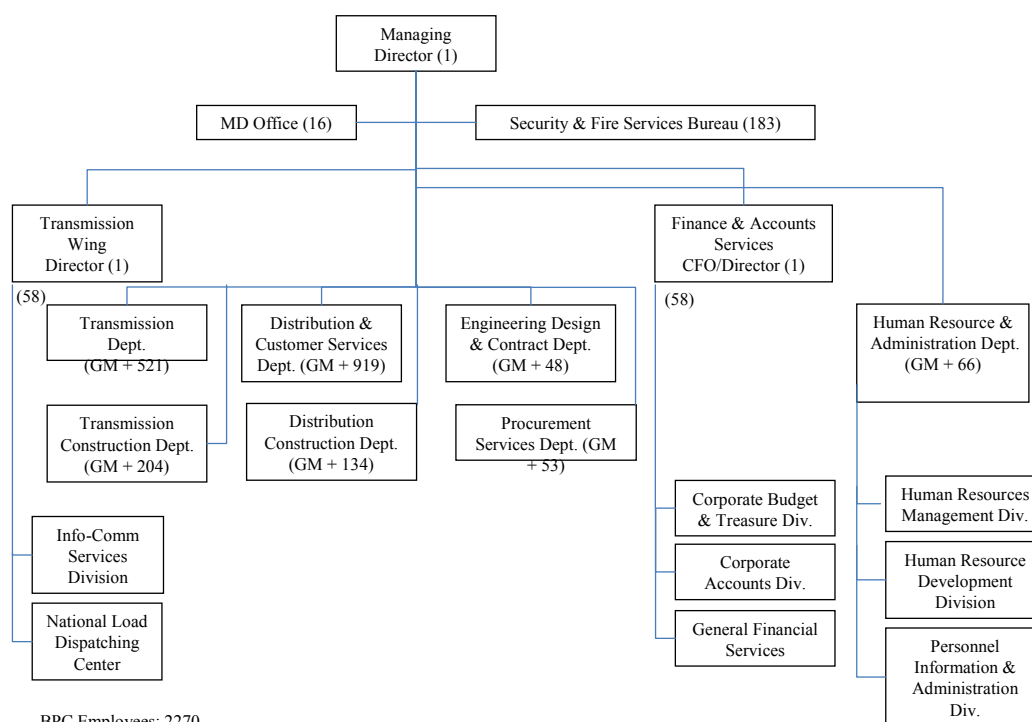 Managing
Director (1)
MD Office (16)
Security & Fire Services Bureau (183)
Transmission
Wing
Director (1)
(58)
Finance & Accounts
Services
CFO/Director (1)
(58)
Transmission
Dept.
(GM + 521)
Distribution &
Customer Services
Dept. (GM + 919)
Engineering Design
& Contract Dept.
(GM + 48)
Human Resource &
Administration Dept.
(GM + 66)
Transmission
Construction Dept.
(GM + 204)
Distribution
Construction Dept.
(GM + 134)
Procurement
Services Dept. (GM
+ 53)
Info-Comm
Services
Division
National Load
Dispatching
Center
Corporate Budget
& Treasure Div.
Corporate
Accounts Div.
General Financial
Services
Human Resources
Management Div.
Human Resource
Development
Division
Personnel
Information &
Administration
Div.
BPC Employees: 2270